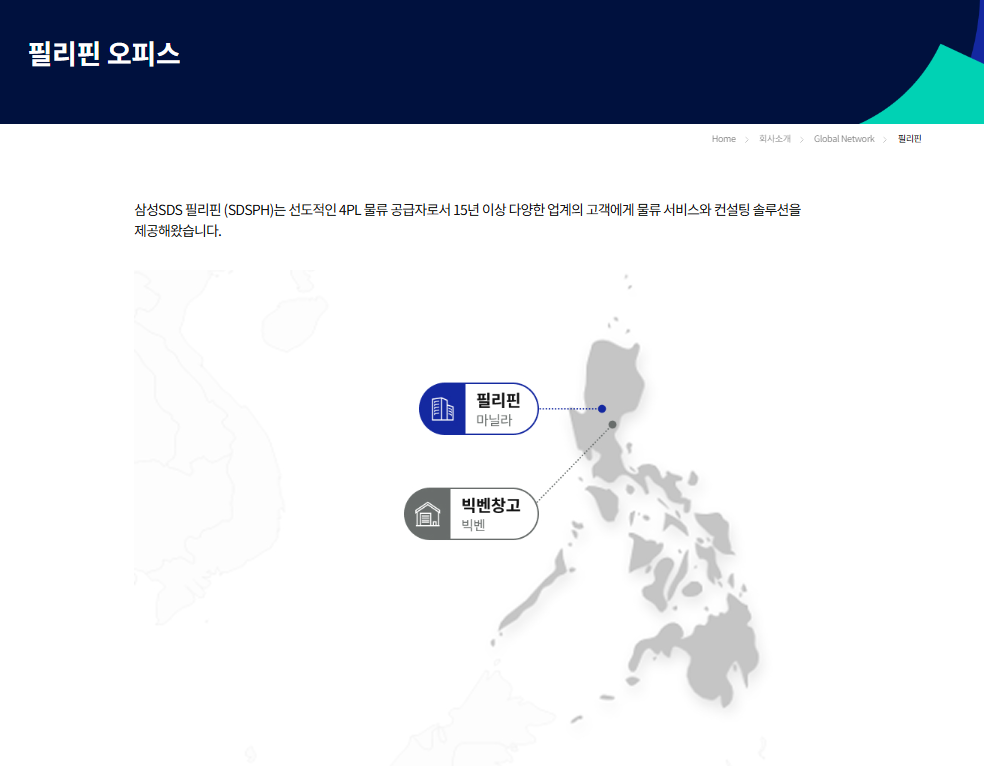 필리핀 오피스
Home > 회사소개 > Global Network > 필리핀
삼성SDS 필리핀 (SDSPH)는 선도적인 4PL 물류 공급자로서 15년 이상 다양한 업계의 고객에게 물류 서비스와 컨설팅 솔루션을
제공해왔습니다.
필리핀
마닐라
빅벤창고
빅벤